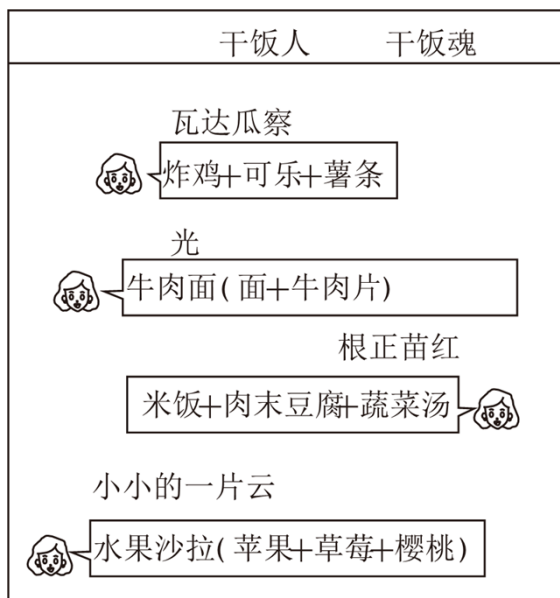 干饭人 干饭魂
瓦达瓜察
炸鸡+可乐+薯条
光
牛肉面(面+牛肉片)
根正苗红
米饭+肉末豆腐+蔬菜汤
小小的一片云
水果沙拉(苹果+草莓+樱桃)